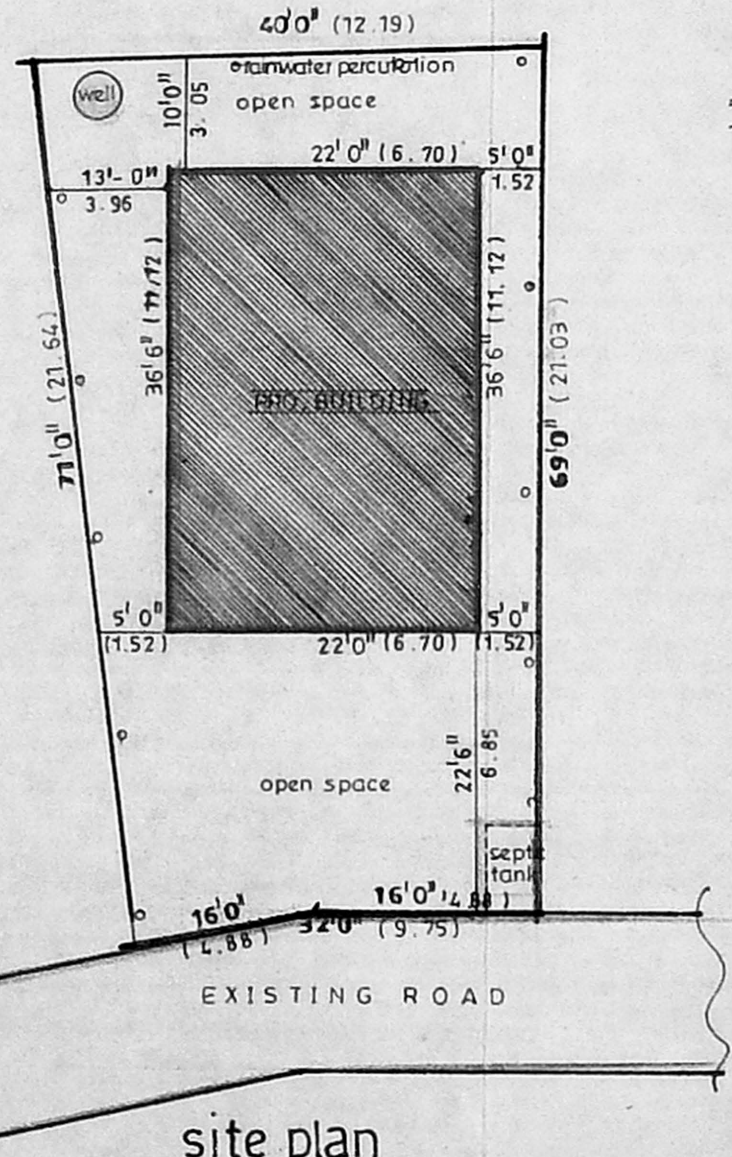 40'0" (12.19)
rainwater percutation
well
10'0"
3.05
open space
22'0" (6.70)
5'0"
1.52
13'-0"
3.96
36'6" (11.12)
36'6" (11.12)
71'0" (21.64)
69'0" (21.03)
PRO.BUILDING
5'0"
(1.52)
22'0" (6.70)
5'0"
(1.52)
22'6"
6.85
open space
septic
tank
16'0"
(4.88)
16'0" (4.88)
32'0" (9.75)
EXISTING ROAD
site plan